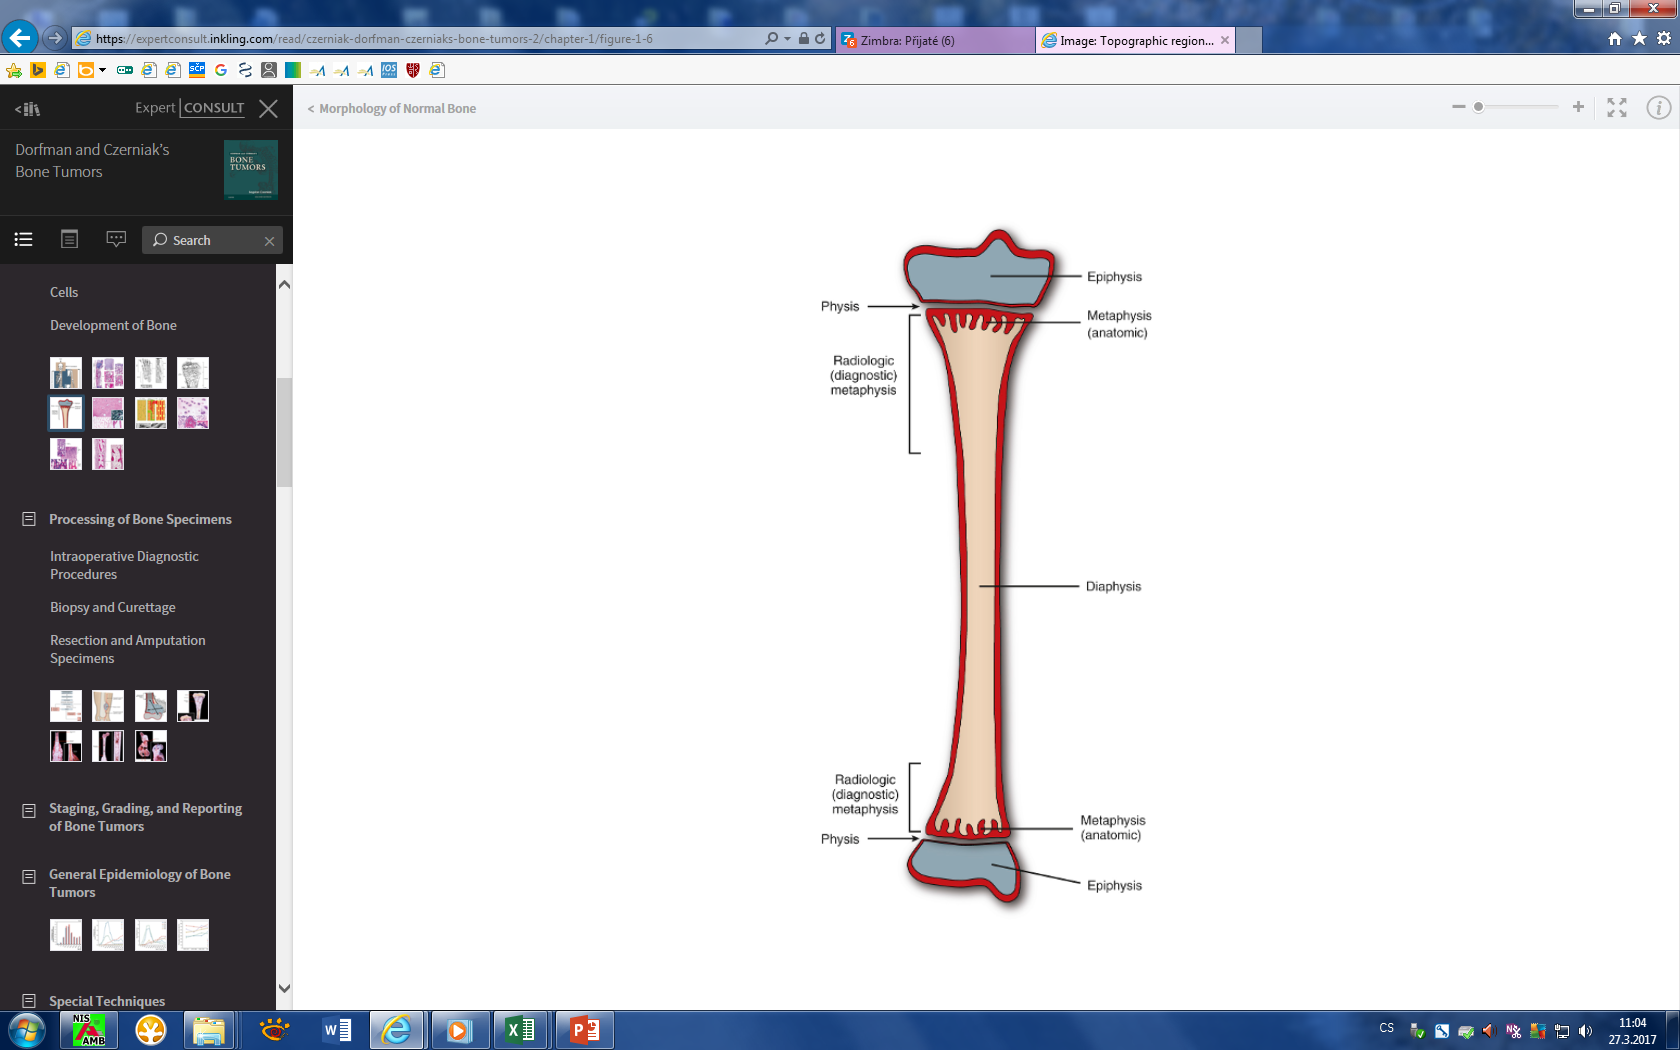 https://expertconsult.inkling.com/read/czerniak-dorfman-czerniaks-bone-tumors-2/chapter-1/figure-1-6
Zimbra: Přijaté (6)
Image: Topographic region...
Expert CONSULT
< Morphology of Normal Bone
Dorfman and Czerniak's
Bone Tumors
BONE
TUMORS
Search
Cells
Development of Bone
Processing of Bone Specimens
Intraoperative Diagnostic
Procedures
Biopsy and Curettage
Resection and Amputation
Specimens
Staging, Grading, and Reporting
of Bone Tumors
General Epidemiology of Bone
Tumors
Special Techniques
Epiphysis
Physis
Metaphysis
(anatomic)
Radiologic
(diagnostic)
metaphysis
Diaphysis
Radiologic
(diagnostic)
metaphysis
Metaphysis
(anatomic)
Physis
Epiphysis
NIS
AMB
CS
11:04
27.3.2017